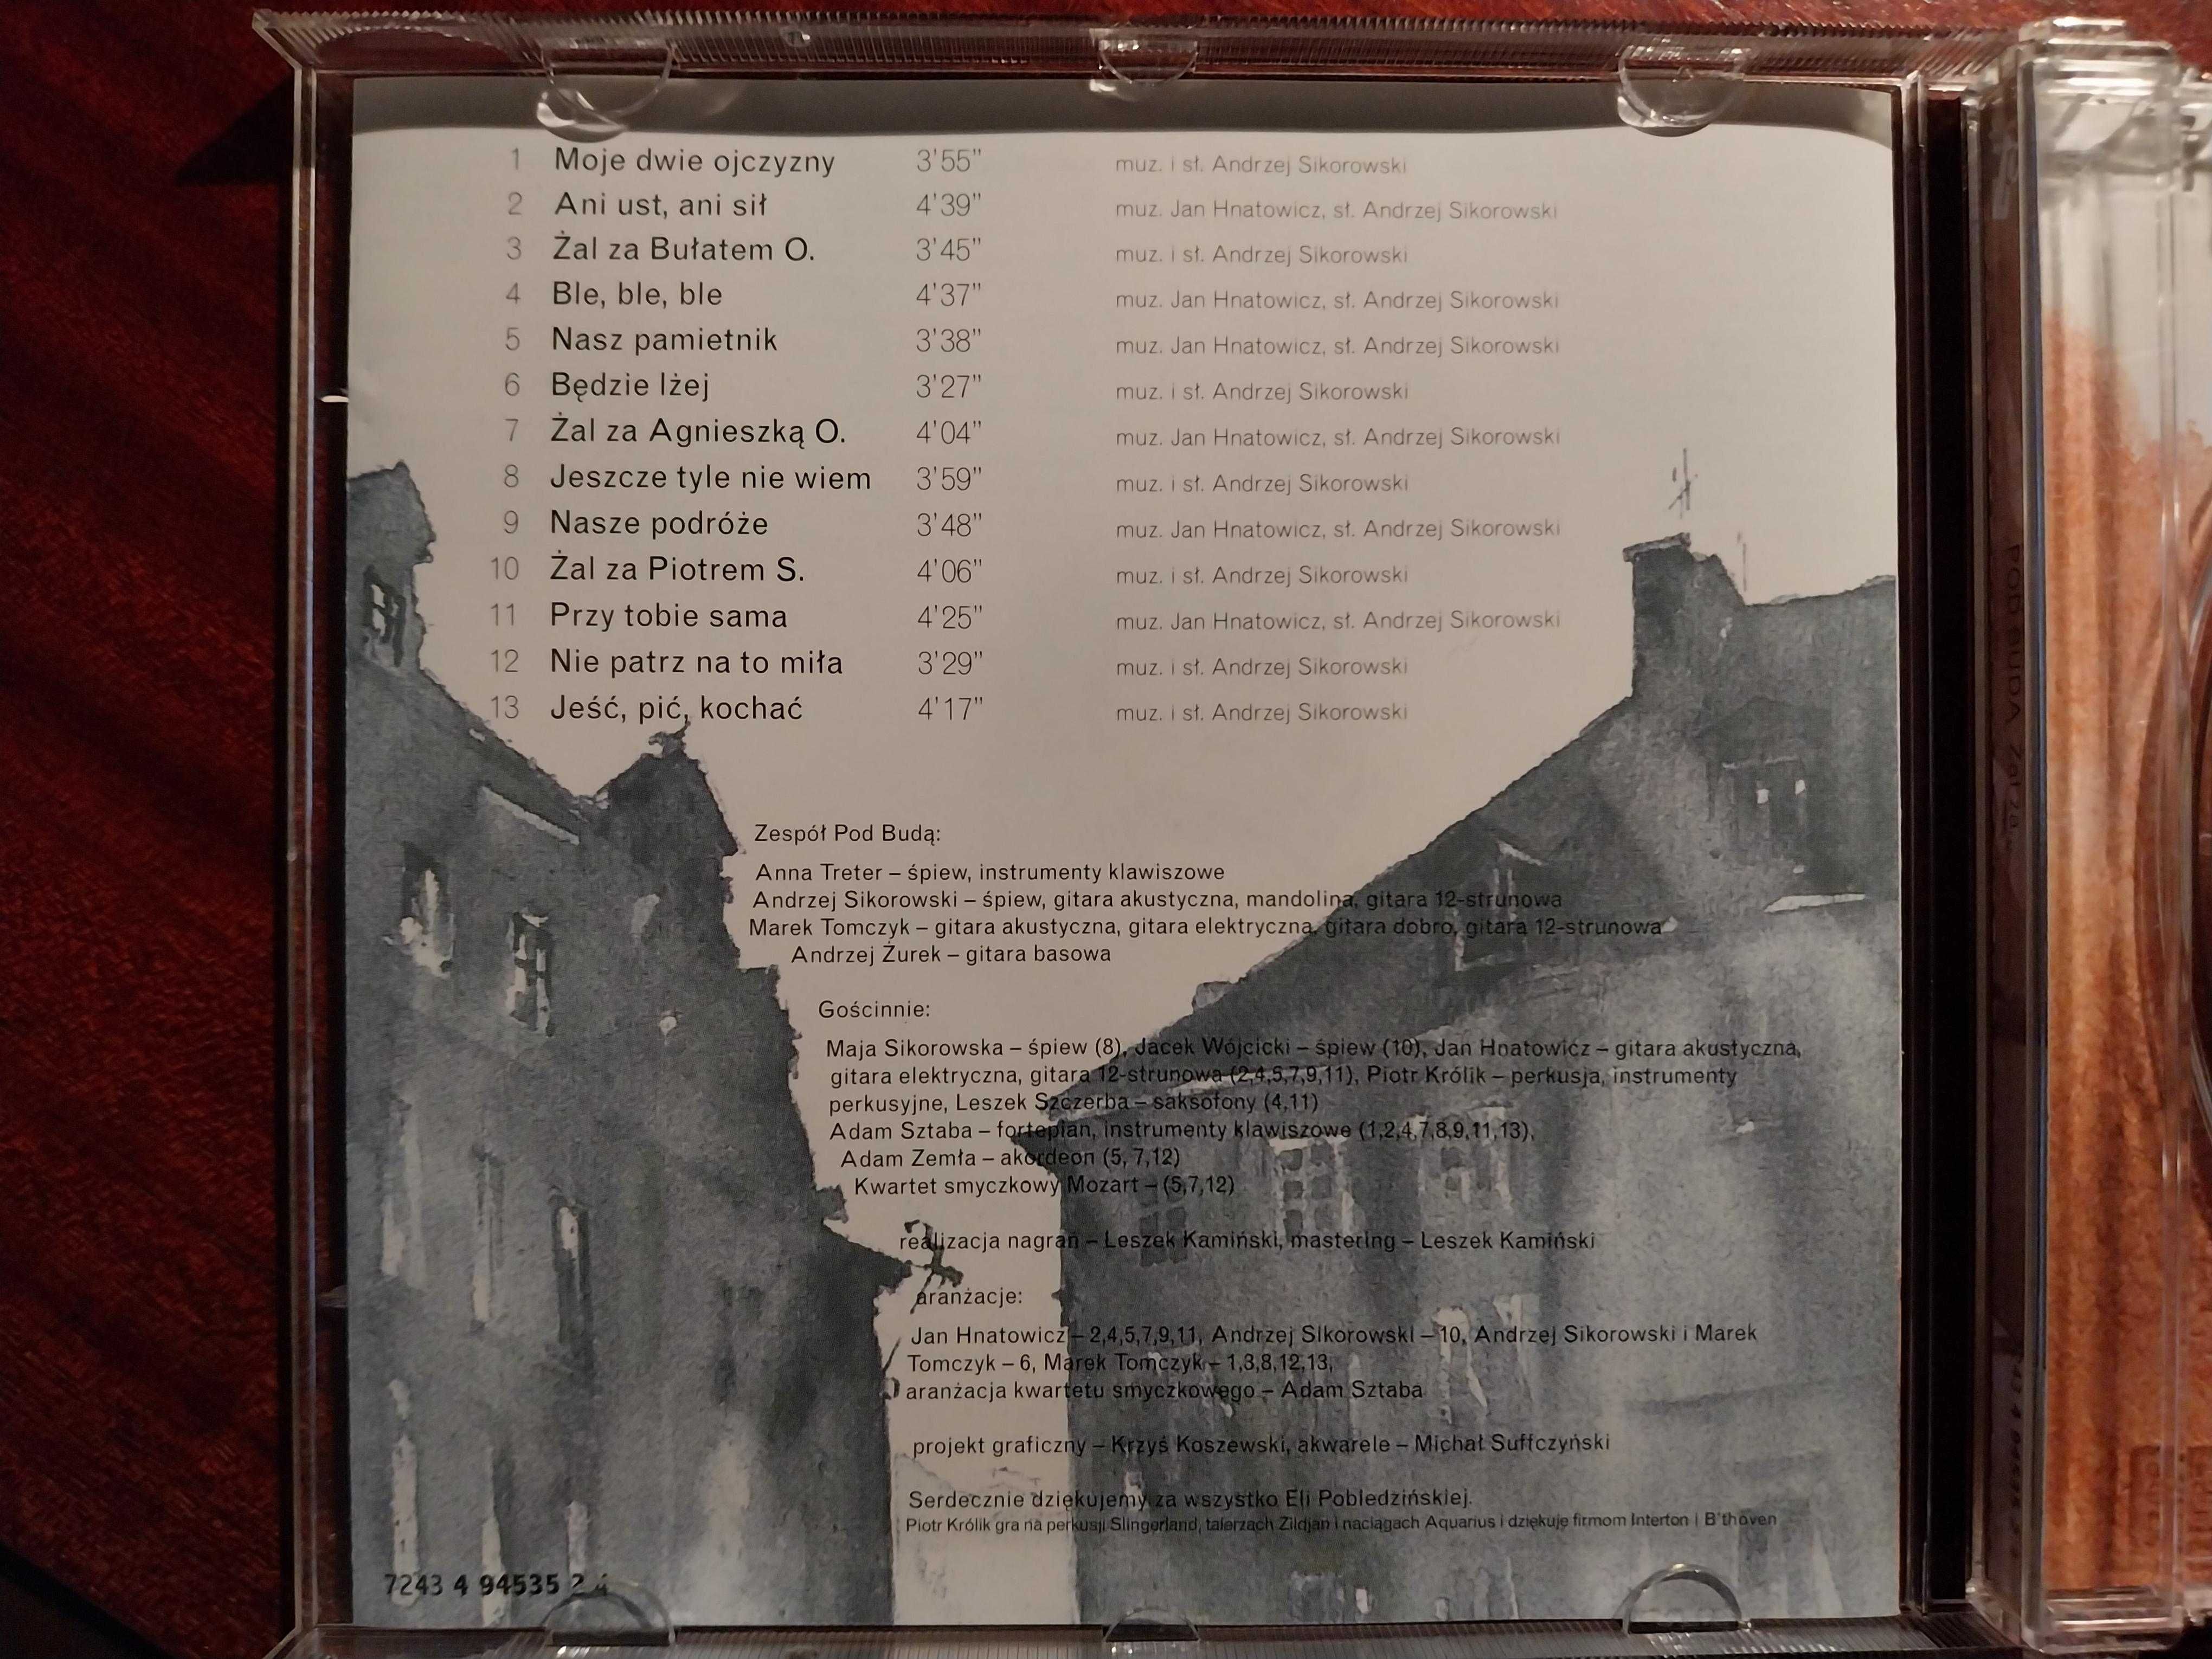 1 Moje dwie ojczyzny 3'55" muz. i sł. Andrzej Sikorowski
2 Ani ust, ani sił 4'39" muz. Jan Hnatowicz, sł. Andrzej Sikorowski
3 Żal za Bułatem O. 3'45" muz. i sł. Andrzej Sikorowski
4 Ble, ble, ble 4'37" muz. Jan Hnatowicz, sł. Andrzej Sikorowski
5 Nasz pamietnik 3'38" muz. Jan Hnatowicz, sł. Andrzej Sikorowski
6 Będzie lżej 3'27" muz. i sł. Andrzej Sikorowski
7 Żal za Agnieszką O. 4'04" muz. Jan Hnatowicz, sł. Andrzej Sikorowski
8 Jeszcze tyle nie wiem 3'59" muz. i sł. Andrzej Sikorowski
9 Nasze podróże 3'48" muz. Jan Hnatowicz, sł. Andrzej Sikorowski
10 Żal za Piotrem S. 4'06" muz. i sł. Andrzej Sikorowski
11 Przy tobie sama 4'25" muz. Jan Hnatowicz, sł. Andrzej Sikorowski
12 Nie patrz na to miła 3'29" muz. i sł. Andrzej Sikorowski
13 Jeść, pić, kochać 4'17" muz. i sł. Andrzej Sikorowski
Zespół Pod Budą:
Anna Treter – śpiew, instrumenty klawiszowe
Andrzej Sikorowski – śpiew, gitara akustyczna, mandolina, gitara 12-strunowa
Marek Tomczyk – gitara akustyczna, gitara elektryczna, gitara dobro, gitara 12-strunowa
Andrzej Żurek – gitara basowa
Gościnnie:
Maja Sikorowska – śpiew (8), Jacek Wójcicki – śpiew (10), Jan Hnatowicz – gitara akustyczna,
gitara elektryczna, gitara 12-strunowa (2,4,5,7,9,11), Piotr Królik – perkusja, instrumenty
perkusyjne, Leszek Szczerba – saksofony (4,11)
Adam Sztaba – fortepian, instrumenty klawiszowe (1,2,4,7,8,9,11,13),
Adam Zemła – akordeon (5, 7,12)
Kwartet smyczkowy Mozart – (5,7,12)
realizacja nagrań – Leszek Kamiński, mastering – Leszek Kamiński
aranżacje:
Jan Hnatowicz – 2,4,5,7,9,11, Andrzej Sikorowski – 10, Andrzej Sikorowski i Marek
Tomczyk – 6, Marek Tomczyk – 1,3,8,12,13,
aranżacja kwartetu smyczkowego – Adam Sztaba
projekt graficzny – Krzyś Koszewski, akwarele – Michał Suffczyński
Serdecznie dziękujemy za wszystko Eli Pobiedzińskiej.
Piotr Królik gra na perkusji Slingerland, talerzach Zildjan i naciągach Aquarius i dziękuje firmom Interton i B'thoven
7243 4 94535 2 4
POD BUDĄ